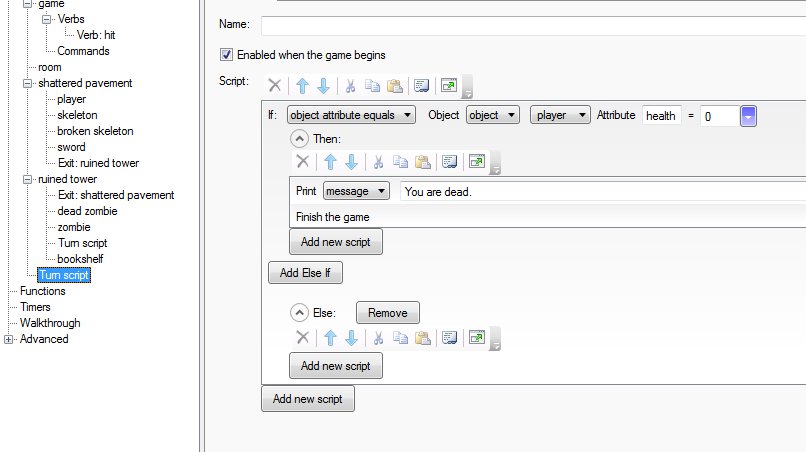 game
Verbs
Verb: hit
Commands
room
shattered pavement
player
skeleton
broken skeleton
sword
Exit: ruined tower
ruined tower
Exit: shattered pavement
dead zombie
zombie
Turn script
bookshelf
Turn script
Functions
Timers
Walkthrough
Advanced
Name:
Enabled when the game begins
Script:
If: object attribute equals Object object player Attribute health = 0
Then:
Print message You are dead.
Finish the game
Add new script
Add Else If
Else: Remove
Add new script
Add new script